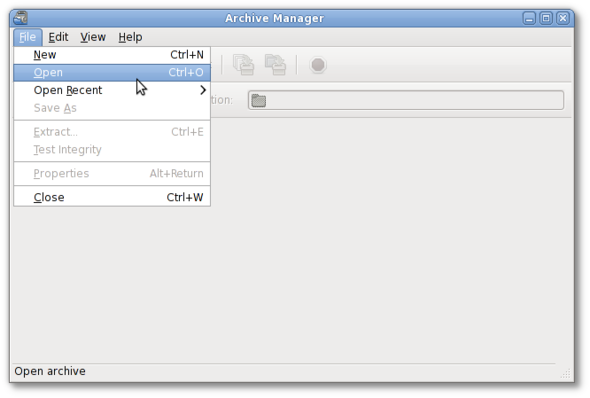 Archive Manager
File Edit View Help
New Ctrl+N
Open Ctrl+O
Open Recent
Save As
tion:
Extract... Ctrl+E
Test Integrity
Properties Alt+Return
Close Ctrl+W
Open archive